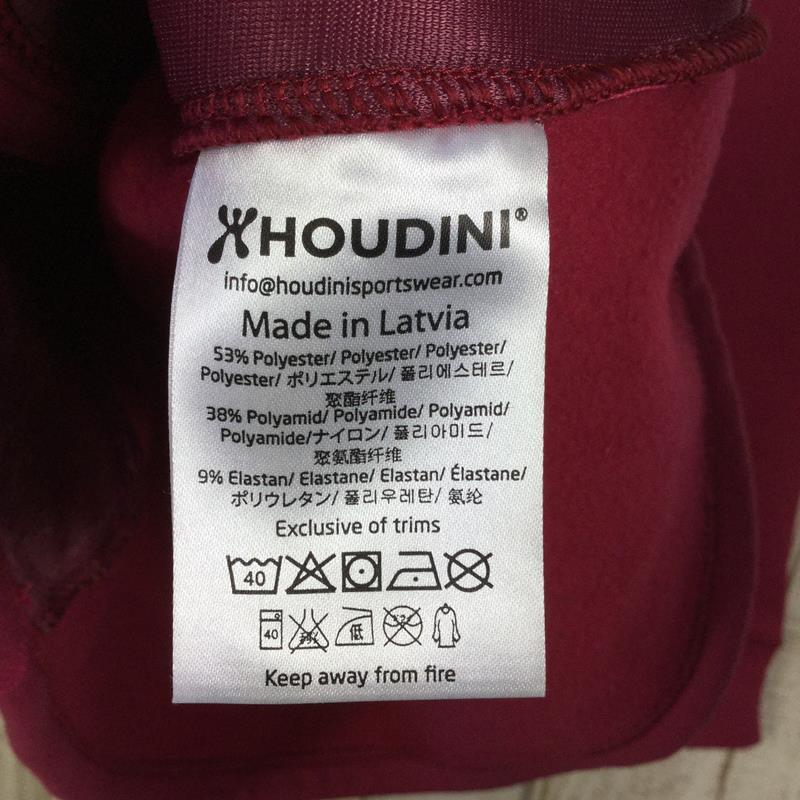 HOUDINI®
info@houdinisportswear.com
Made in Latvia
53% Polyester/ Polyester/ Polyester/
Polyester/ ポリエステル/ 폴리에스테르/
聚酯纤维
38% Polyamid/ Polyamide/ Polyamid/
Polyamide/ナイロン/ 폴리아미드/
聚氨酯纤维
9% Elastan/ Elastane/ Elastan/ Élastane/
ポリウレタン/ 폴리우레탄/ 氨纶
Exclusive of trims
40
40 低
Keep away from fire